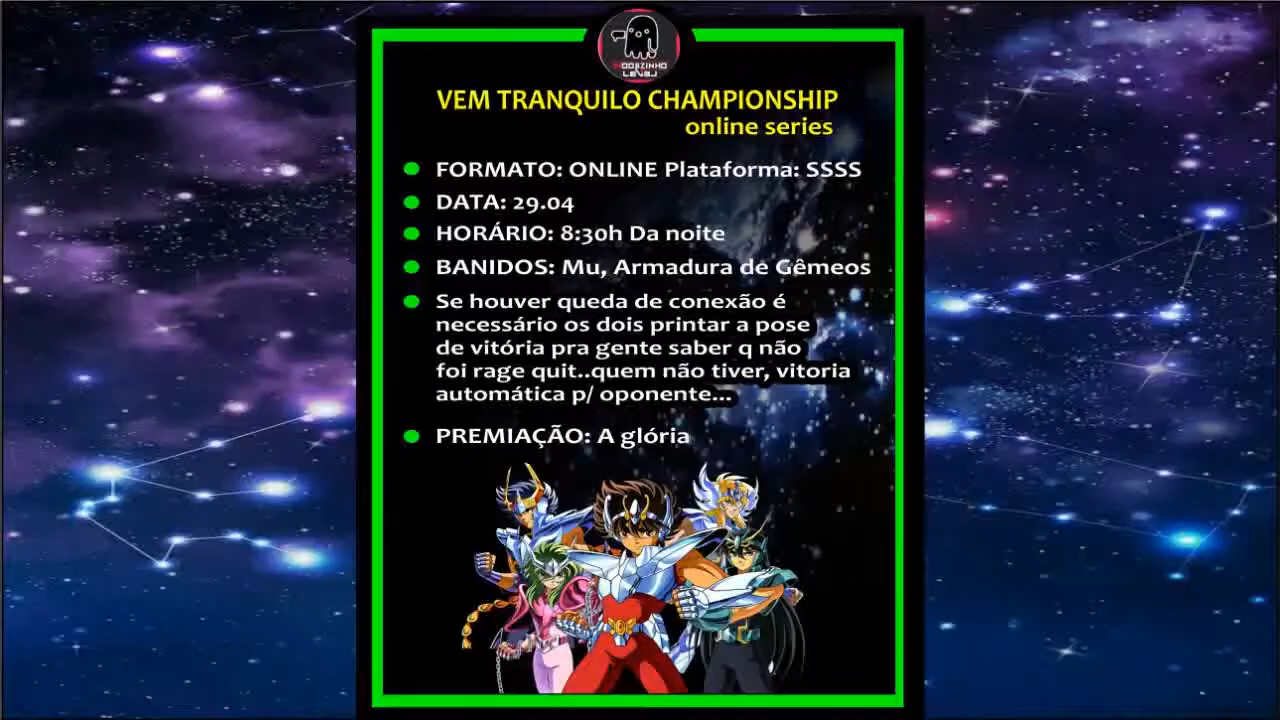 VEM TRANQUILO CHAMPIONSHIP
online series
FORMATO: ONLINE Plataforma: SSSS
DATA: 29.04
HORÁRIO: 8:30h Da noite
BANIDOS: Mu, Armadura de Gêmeos
Se houver queda de conexão é
necessário os dois printar a pose
de vitória pra gente saber q não
foi rage quit..quem não tiver, vitoria
automática p/ oponente...
PREMIAÇÃO: A glória